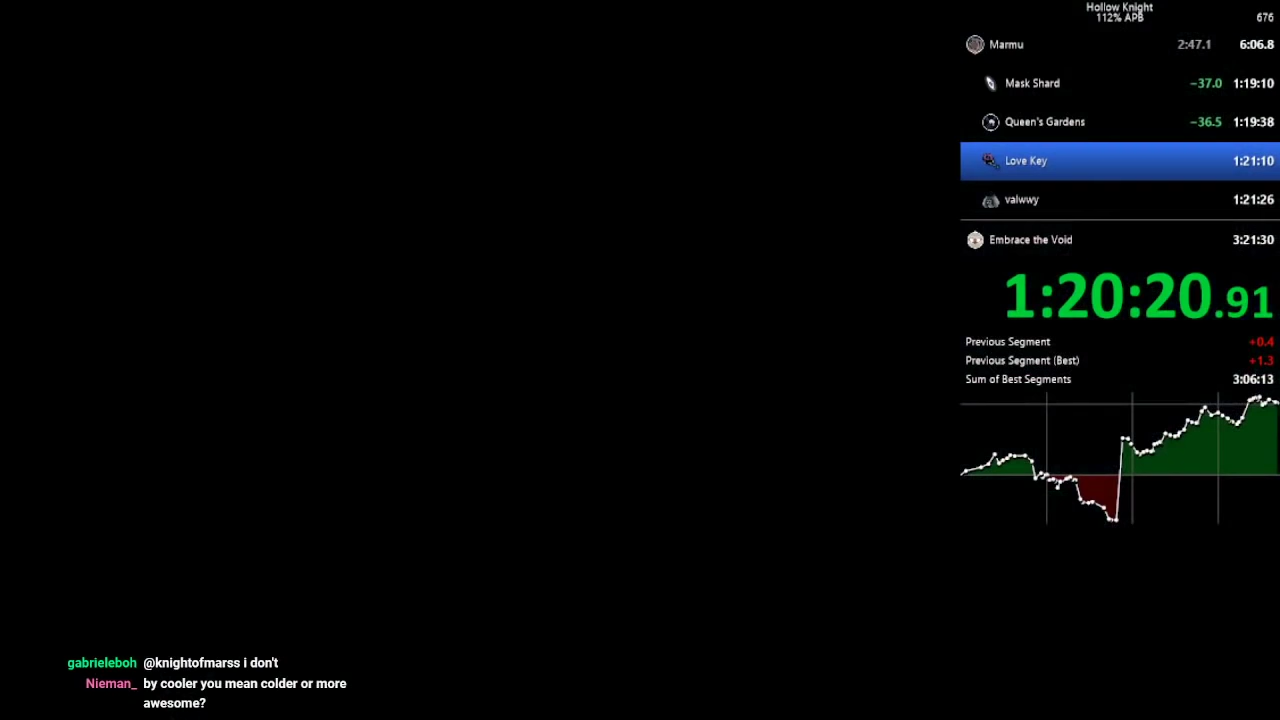 Hollow Knight
112% APB 676
Marmu 2:47.1 6:06.8
Mask Shard −37.0 1:19:10
Queen's Gardens −36.5 1:19:38
Love Key 1:21:10
valwwy 1:21:26
Embrace the Void 3:21:30
1:20:20.91
Previous Segment +0.4
Previous Segment (Best) +1.3
Sum of Best Segments 3:06:13
gabrieleboh @knightofmarss i don't
Nieman_ by cooler you mean colder or more
awesome?